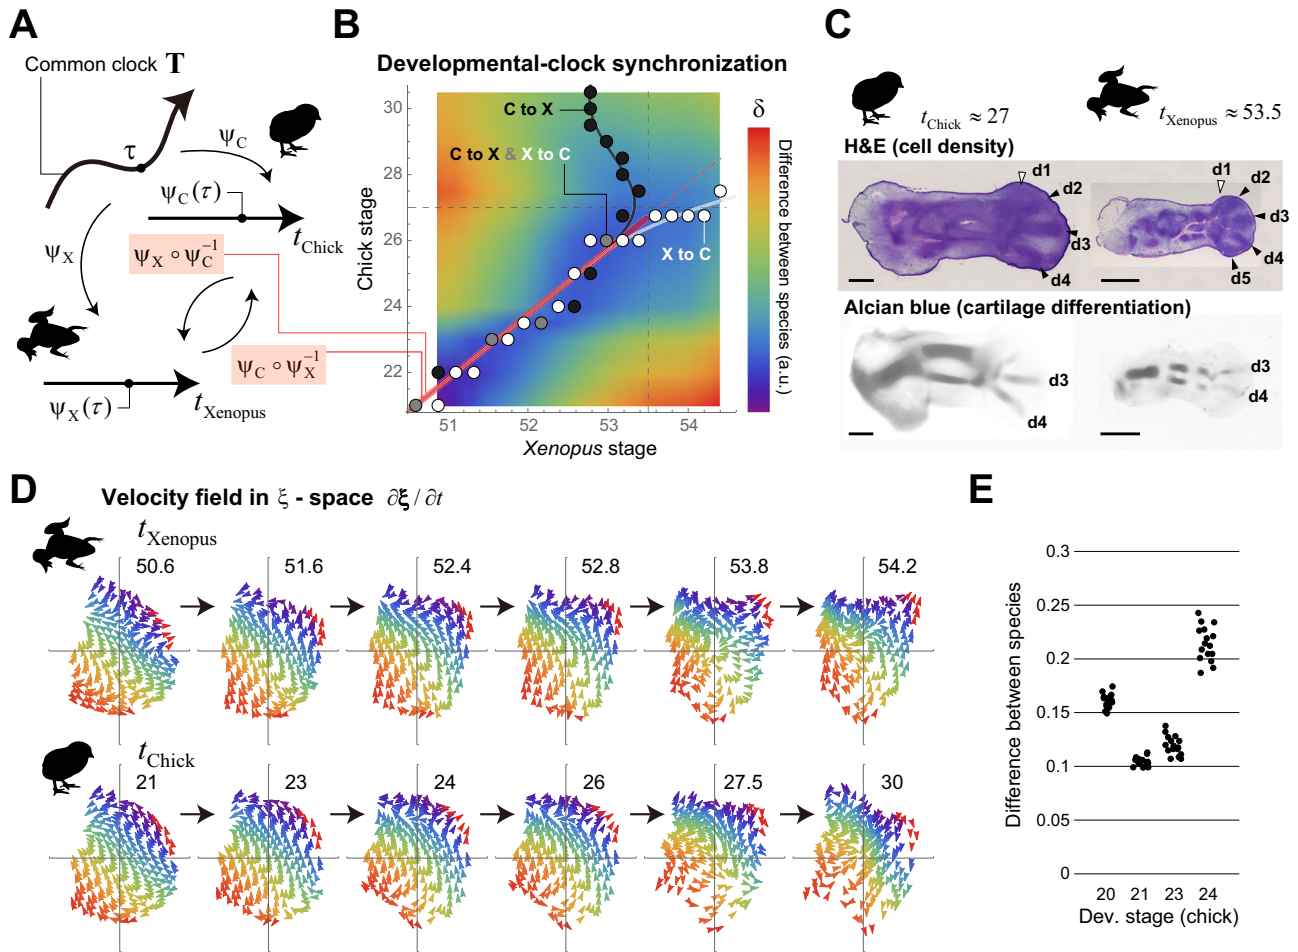 A
Common clock T
τ
ψC
ψC(τ)
tChick
ψX
ψX ∘ ψC⁻¹
ψC ∘ ψX⁻¹
ψX(τ)
tXenopus
B
Developmental-clock synchronization
Chick stage
30
28
26
24
22
51
52
53
54
Xenopus stage
C to X
C to X & X to C
X to C
δ
Difference between species (a.u.)
C
tChick ≈ 27
tXenopus ≈ 53.5
H&E (cell density)
d1
d2
d3
d4
d1
d2
d3
d4
d5
Alcian blue (cartilage differentiation)
d3
d4
d3
d4
D
Velocity field in ξ - space ∂ξ / ∂t
tXenopus
50.6
51.6
52.4
52.8
53.8
54.2
tChick
21
23
24
26
27.5
30
E
Difference between species
0.3
0.25
0.2
0.15
0.1
0.05
0
20 21 23 24
Dev. stage (chick)